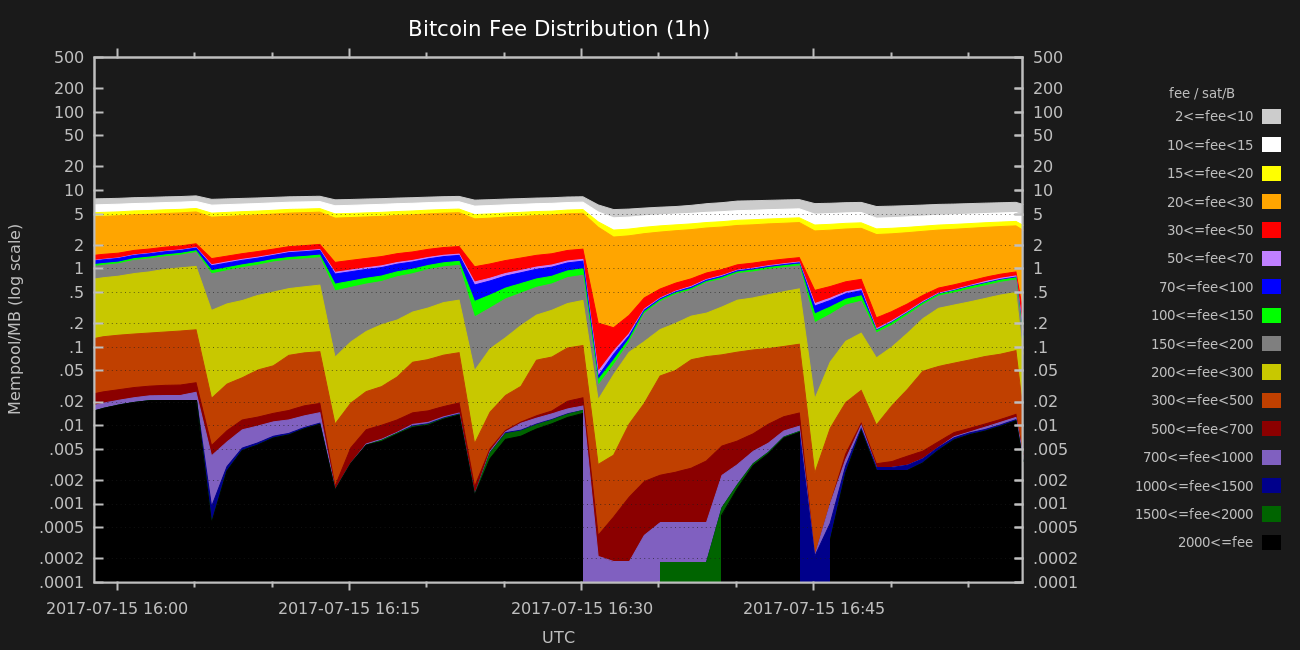 Bitcoin Fee Distribution (1h)
Mempool/MB (log scale)
500
200
100
50
20
10
5
2
1
.5
.2
.1
.05
.02
.01
.005
.002
.001
.0005
.0002
.0001
500
200
100
50
20
10
5
2
1
.5
.2
.1
.05
.02
.01
.005
.002
.001
.0005
.0002
.0001
2017-07-15 16:00
2017-07-15 16:15
2017-07-15 16:30
2017-07-15 16:45
UTC
fee / sat/B
2<=fee<10
10<=fee<15
15<=fee<20
20<=fee<30
30<=fee<50
50<=fee<70
70<=fee<100
100<=fee<150
150<=fee<200
200<=fee<300
300<=fee<500
500<=fee<700
700<=fee<1000
1000<=fee<1500
1500<=fee<2000
2000<=fee